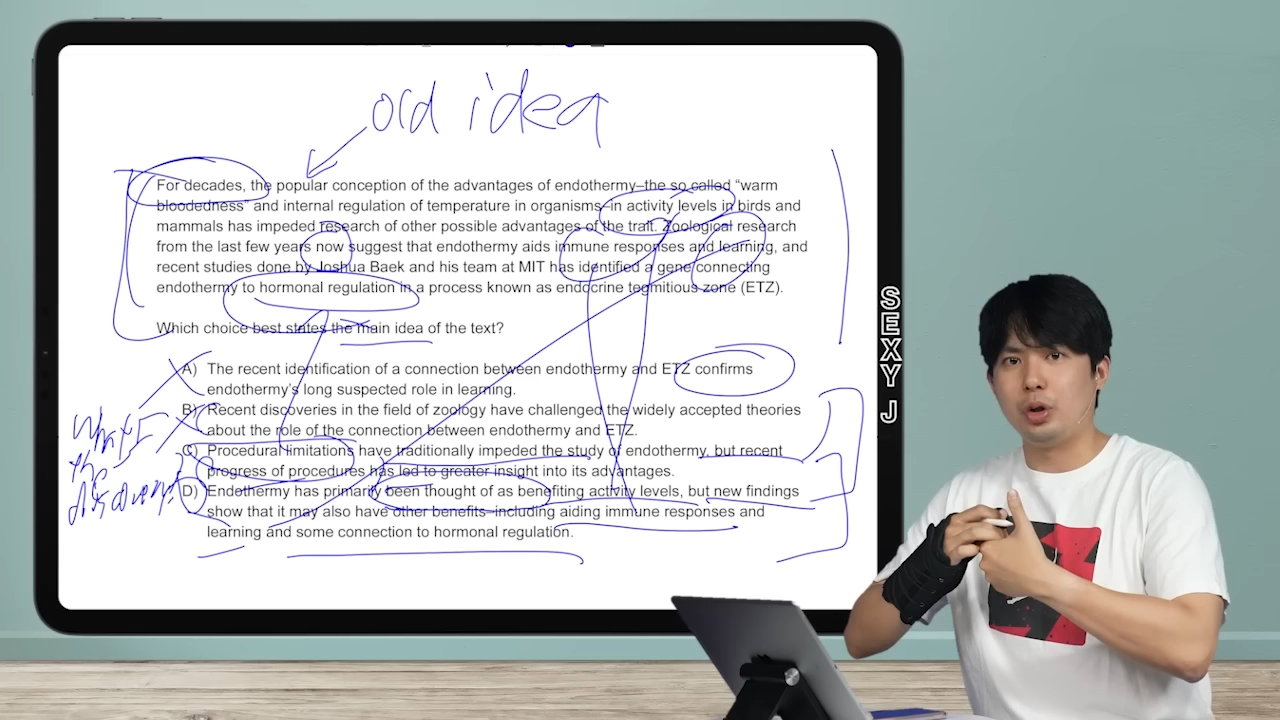 old idea
For decades, the popular conception of the advantages of endothermy–the so called “warm
bloodedness” and internal regulation of temperature in organisms–in activity levels in birds and
mammals has impeded research of other possible advantages of the trait. Zoological research
from the last few years now suggest that endothermy aids immune responses and learning, and
recent studies done by Joshua Baek and his team at MIT has identified a gene connecting
endothermy to hormonal regulation in a process known as endocrine tegmitious zone (ETZ).
Which choice best states the main idea of the text?
A) The recent identification of a connection between endothermy and ETZ confirms
endothermy’s long suspected role in learning.
B) Recent discoveries in the field of zoology have challenged the widely accepted theories
about the role of the connection between endothermy and ETZ.
C) Procedural limitations have traditionally impeded the study of endothermy, but recent
progress of procedures has led to greater insight into its advantages.
D) Endothermy has primarily been thought of as benefiting activity levels, but new findings
show that it may also have other benefits–including aiding immune responses and
learning and some connection to hormonal regulation.
SEXY J